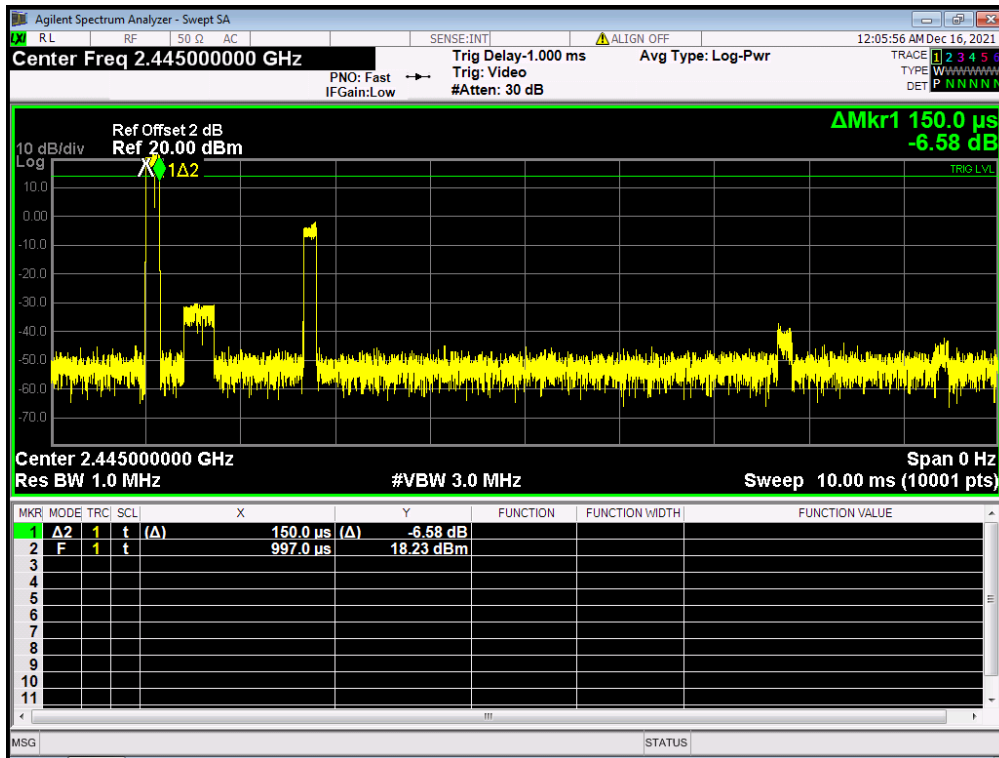 Agilent Spectrum Analyzer - Swept SA
LXI RL RF 50 Ω AC SENSE:INT ALIGN OFF 12:05:56 AM Dec 16, 2021
Center Freq 2.445000000 GHz
PNO: Fast
IFGain:Low
Trig Delay-1.000 ms
Trig: Video
#Atten: 30 dB
Avg Type: Log-Pwr
TRACE 1 2 3 4 5 6
TYPE W
DET P N N N N N
ΔMkr1 150.0 µs
-6.58 dB
Ref Offset 2 dB
10 dB/div Ref 20.00 dBm
Log
X 1Δ2
TRIG LVL
10.0
0.00
-10.0
-20.0
-30.0
-40.0
-50.0
-60.0
-70.0
Center 2.445000000 GHz Span 0 Hz
Res BW 1.0 MHz #VBW 3.0 MHz Sweep 10.00 ms (10001 pts)
MKR MODE TRC SCL X Y FUNCTION FUNCTION WIDTH FUNCTION VALUE
1 Δ2 1 t (Δ) 150.0 µs (Δ) -6.58 dB
2 F 1 t 997.0 µs 18.23 dBm
3
4
5
6
7
8
9
10
11
MSG STATUS